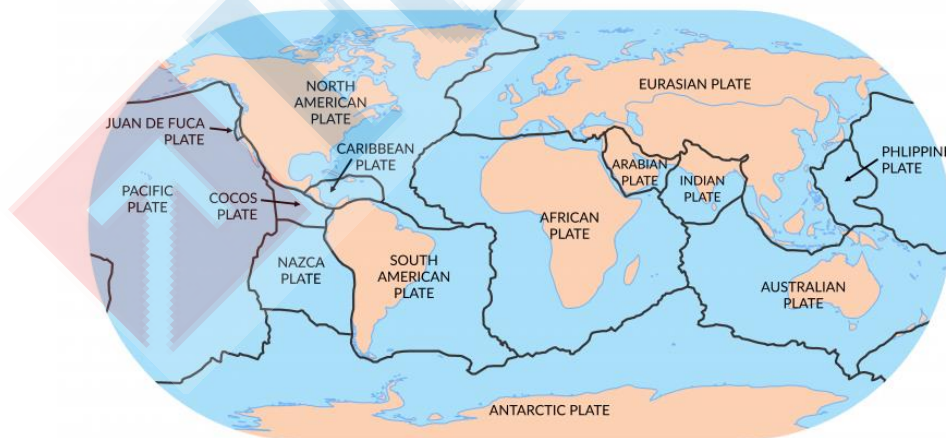 NORTH
AMERICAN
PLATE
EURASIAN PLATE
JUAN DE FUCA
PLATE
CARIBBEAN
PLATE
ARABIAN
PLATE
INDIAN
PLATE
PHLIPPINE
PLATE
PACIFIC
PLATE
COCOS
PLATE
AFRICAN
PLATE
NAZCA
PLATE
SOUTH
AMERICAN
PLATE
AUSTRALIAN
PLATE
ANTARCTIC PLATE